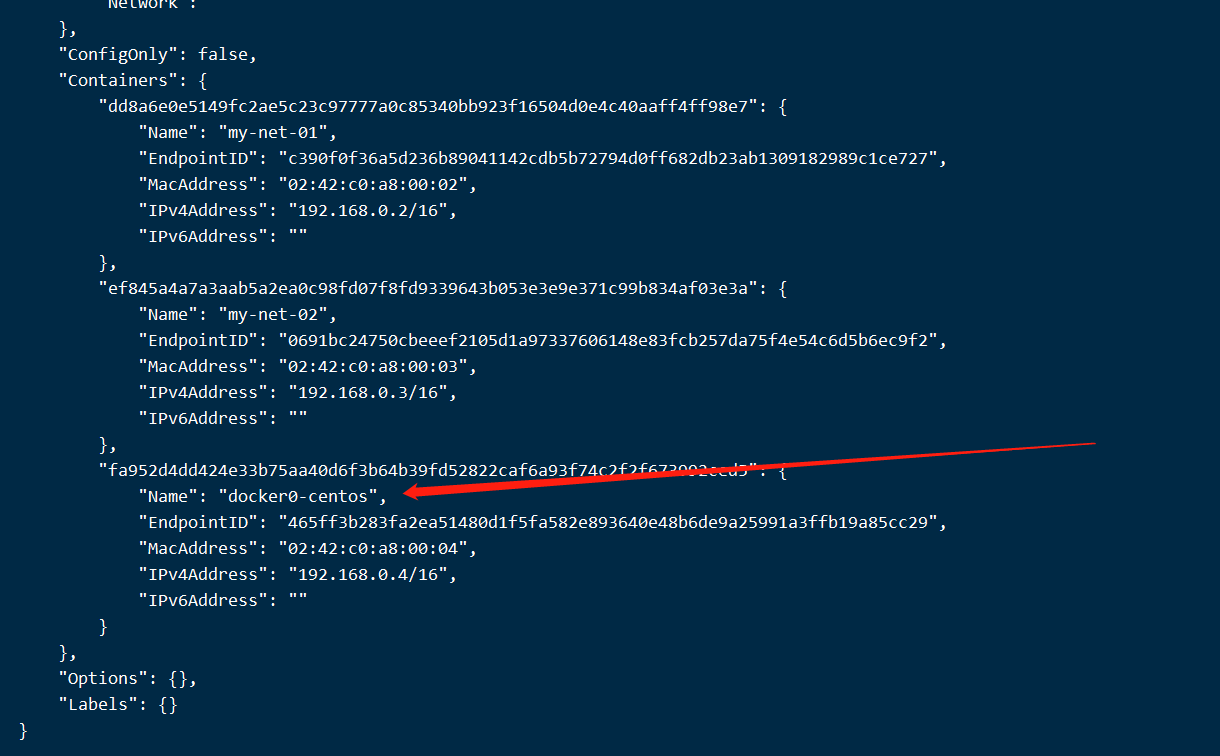 "Network":
},
"ConfigOnly": false,
"Containers": {
"dd8a6e0e5149fc2ae5c23c97777a0c85340bb923f16504d0e4c40aaff4ff98e7": {
"Name": "my-net-01",
"EndpointID": "c390f0f36a5d236b89041142cdb5b72794d0ff682db23ab1309182989c1ce727",
"MacAddress": "02:42:c0:a8:00:02",
"IPv4Address": "192.168.0.2/16",
"IPv6Address": ""
},
"ef845a4a7a3aab5a2ea0c98fd07f8fd9339643b053e3e9e371c99b834af03e3a": {
"Name": "my-net-02",
"EndpointID": "0691bc24750cbeeef2105d1a97337606148e83fcb257da75f4e54c6d5b6ec9f2",
"MacAddress": "02:42:c0:a8:00:03",
"IPv4Address": "192.168.0.3/16",
"IPv6Address": ""
},
{
"Name": "docker0-centos",
"EndpointID": "465ff3b283fa2ea51480d1f5fa582e893640e48b6de9a25991a3ffb19a85cc29",
"MacAddress": "02:42:c0:a8:00:04",
"IPv4Address": "192.168.0.4/16",
"IPv6Address": ""
}
},
"Options": {},
"Labels": {}
}